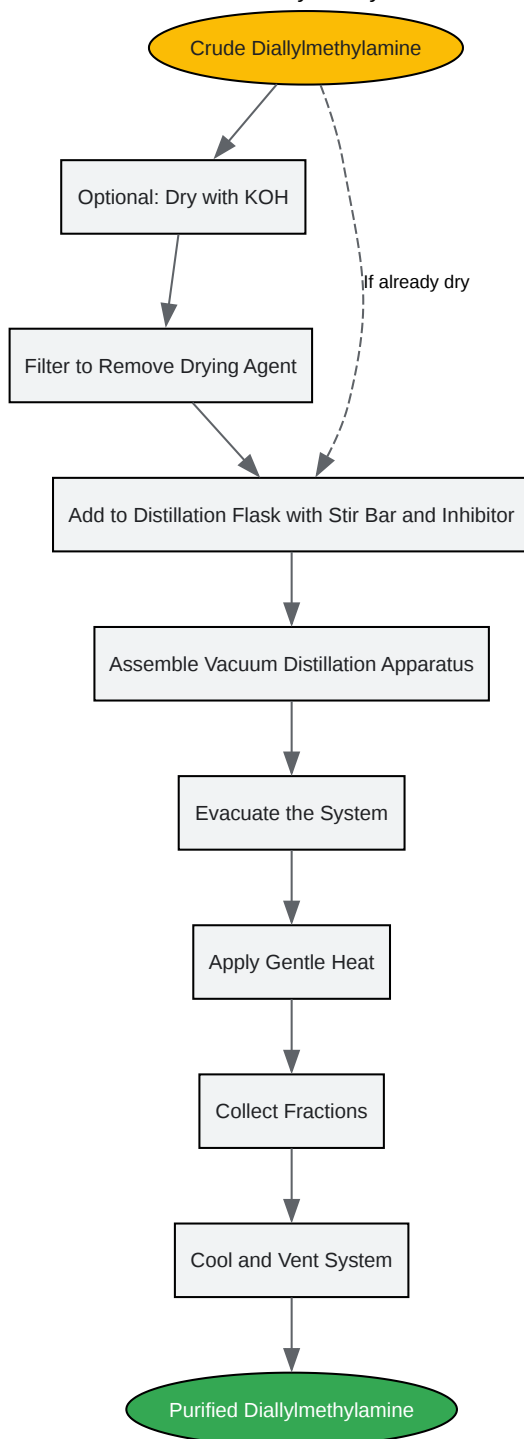 Crude Diallylmethylamine
Optional: Dry with KOH
If already dry
Filter to Remove Drying Agent
Add to Distillation Flask with Stir Bar and Inhibitor
Assemble Vacuum Distillation Apparatus
Evacuate the System
Apply Gentle Heat
Collect Fractions
Cool and Vent System
Purified Diallylmethylamine